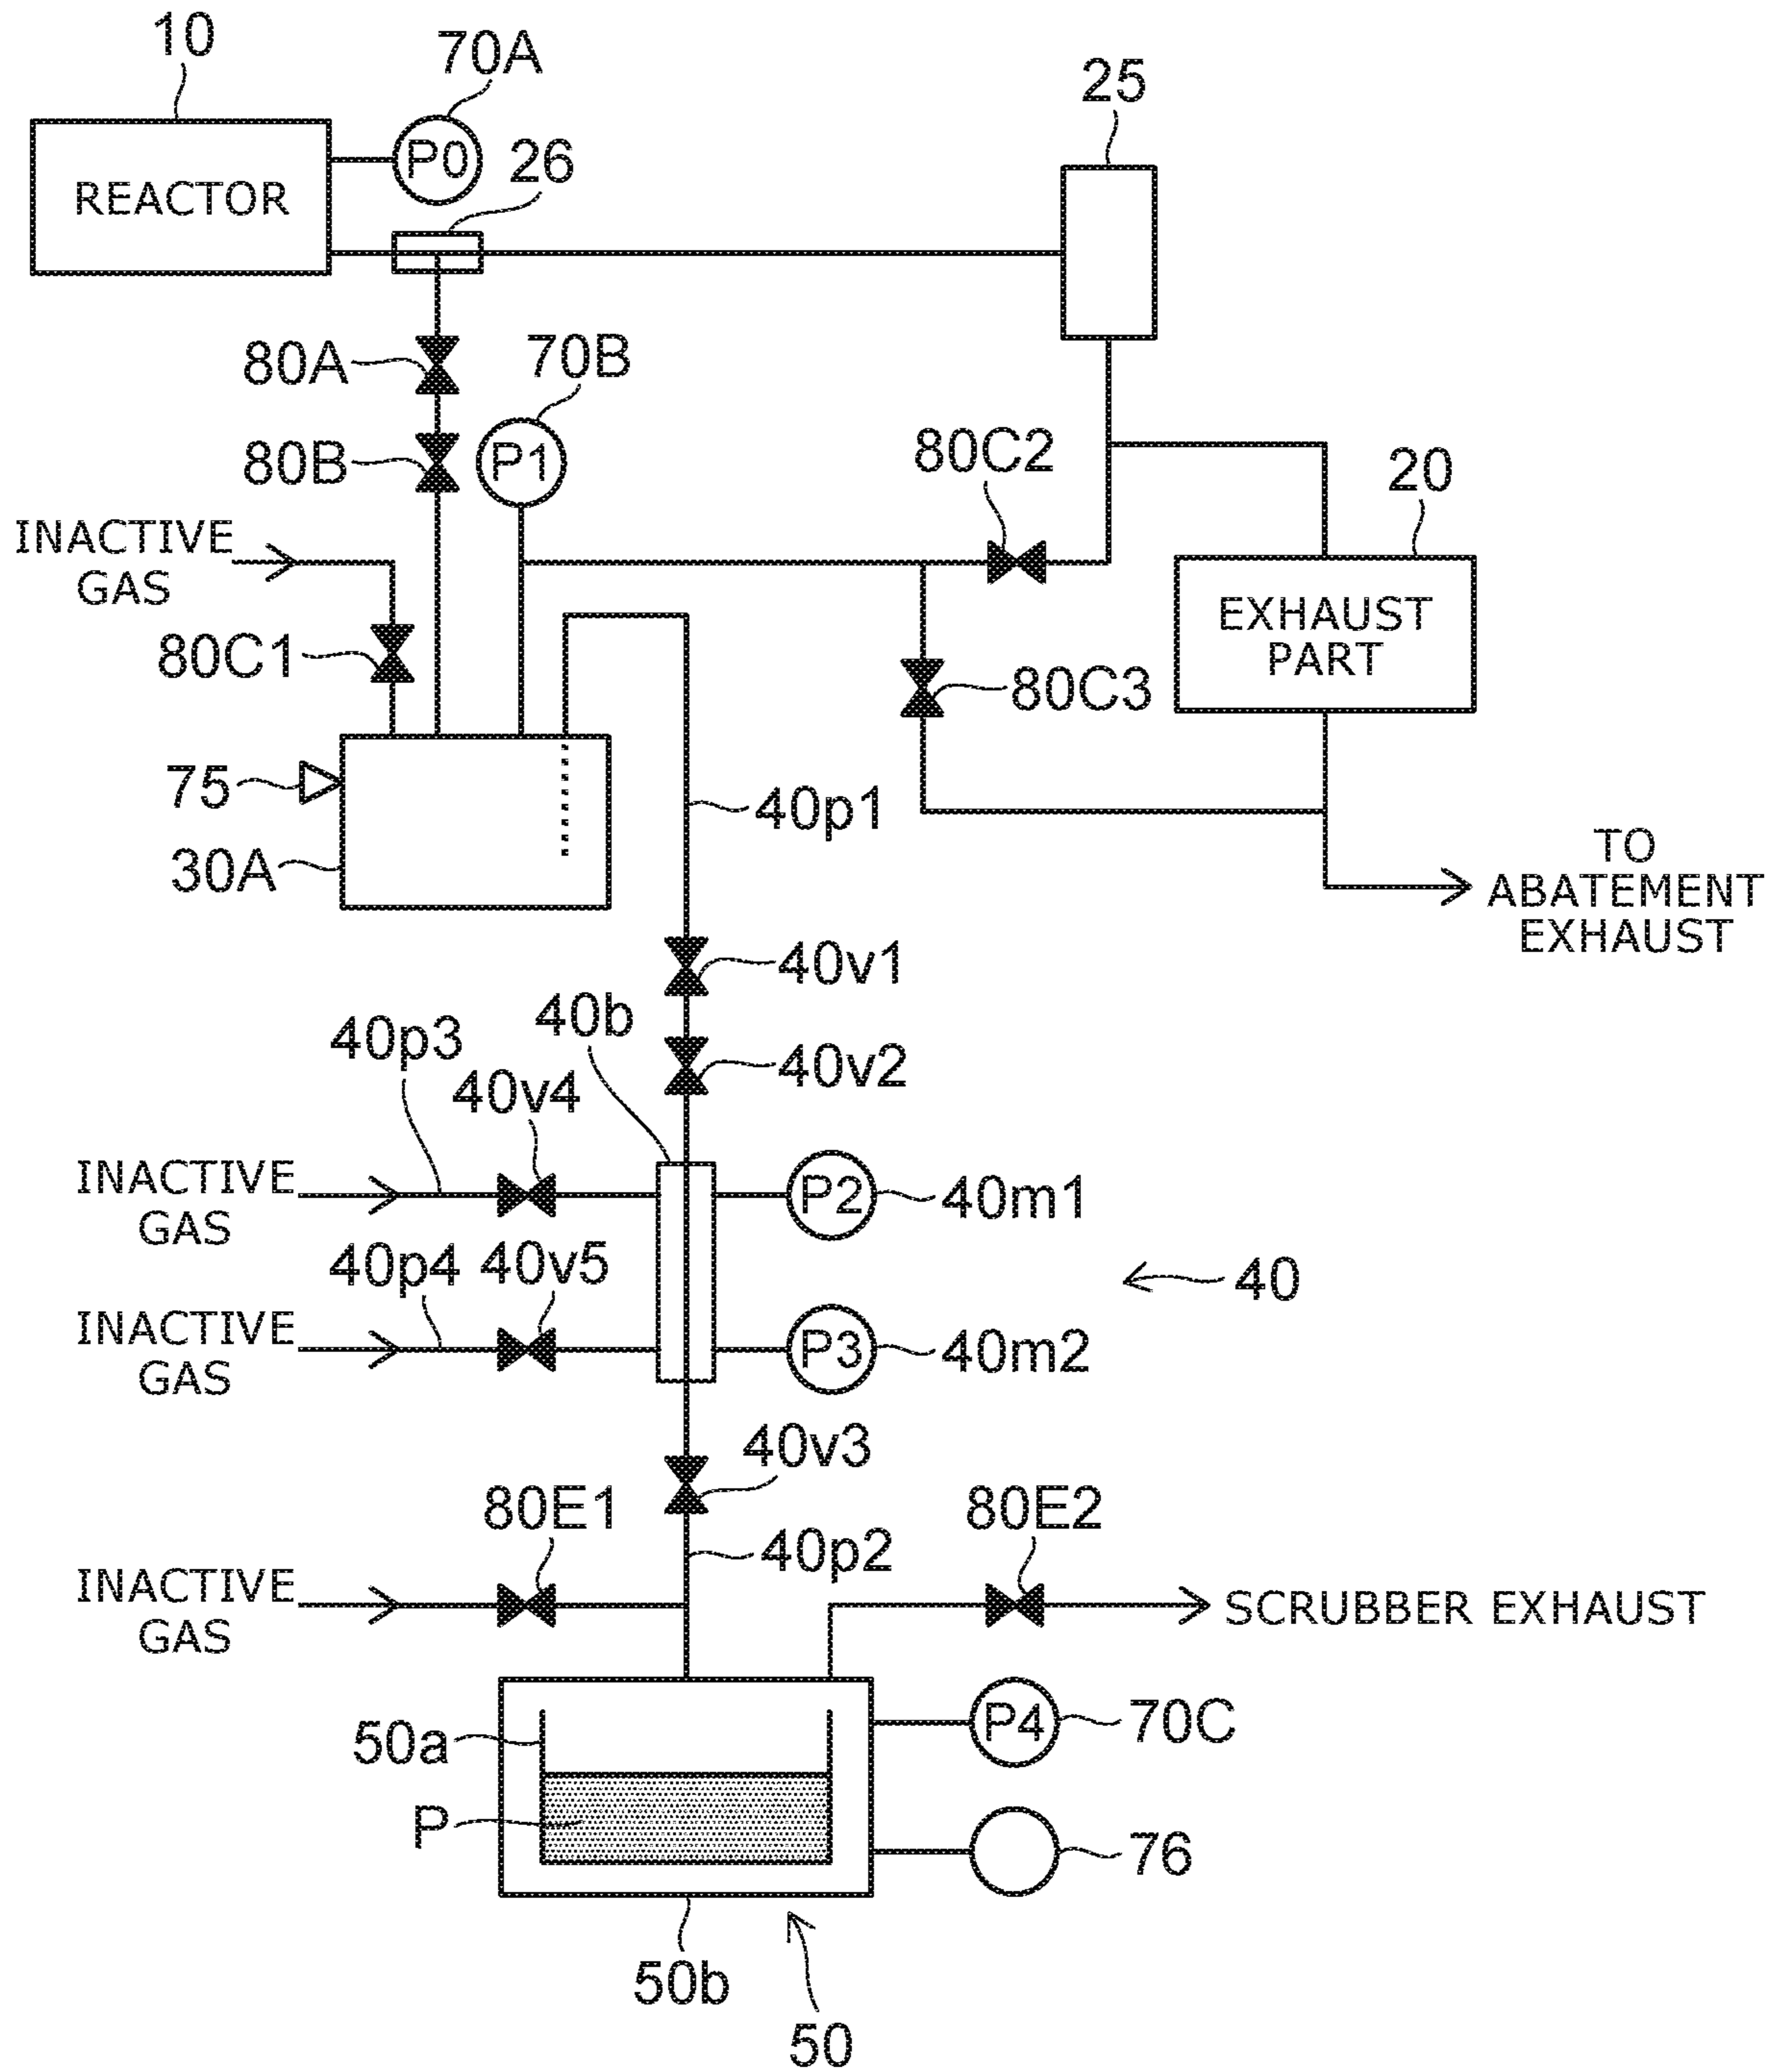 10
70A
25
P0
26
REACTOR
80A
70B
80B
P1
80C2
20
INACTIVE
GAS
EXHAUST
PART
80C1
80C3
75
40p1
30A
TO
ABATEMENT
EXHAUST
40v1
40b
40p3
40v2
40v4
INACTIVE
GAS
P2
40m1
40p4
40v5
40
INACTIVE
GAS
P3
40m2
40v3
80E1
80E2
40p2
INACTIVE
GAS
SCRUBBER EXHAUST
50a
P4
70C
P
76
50b
50